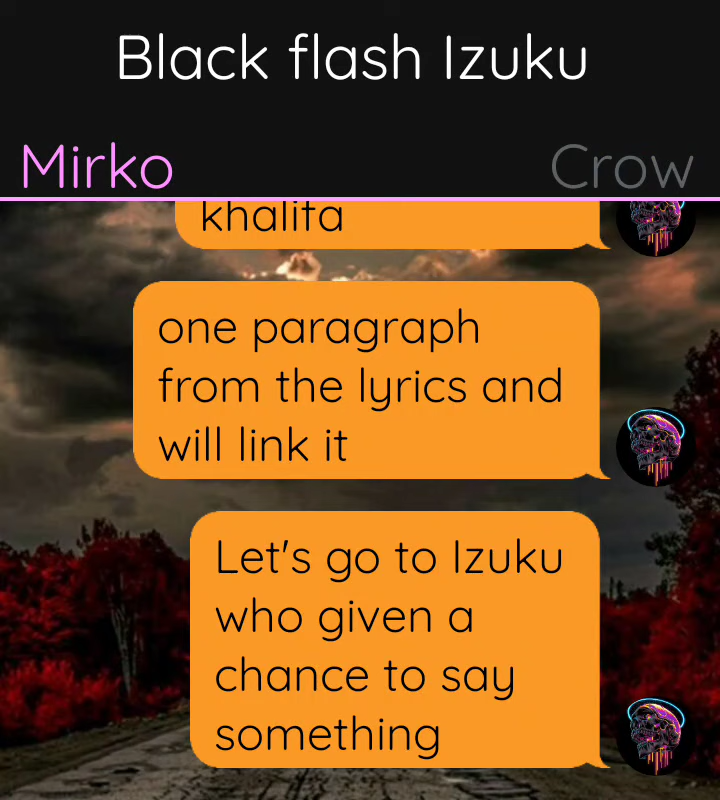 Black flash Izuku
Mirko
Crow
khalifa
one paragraph
from the lyrics and
will link it
Let's go to Izuku
who given a
chance to say
something